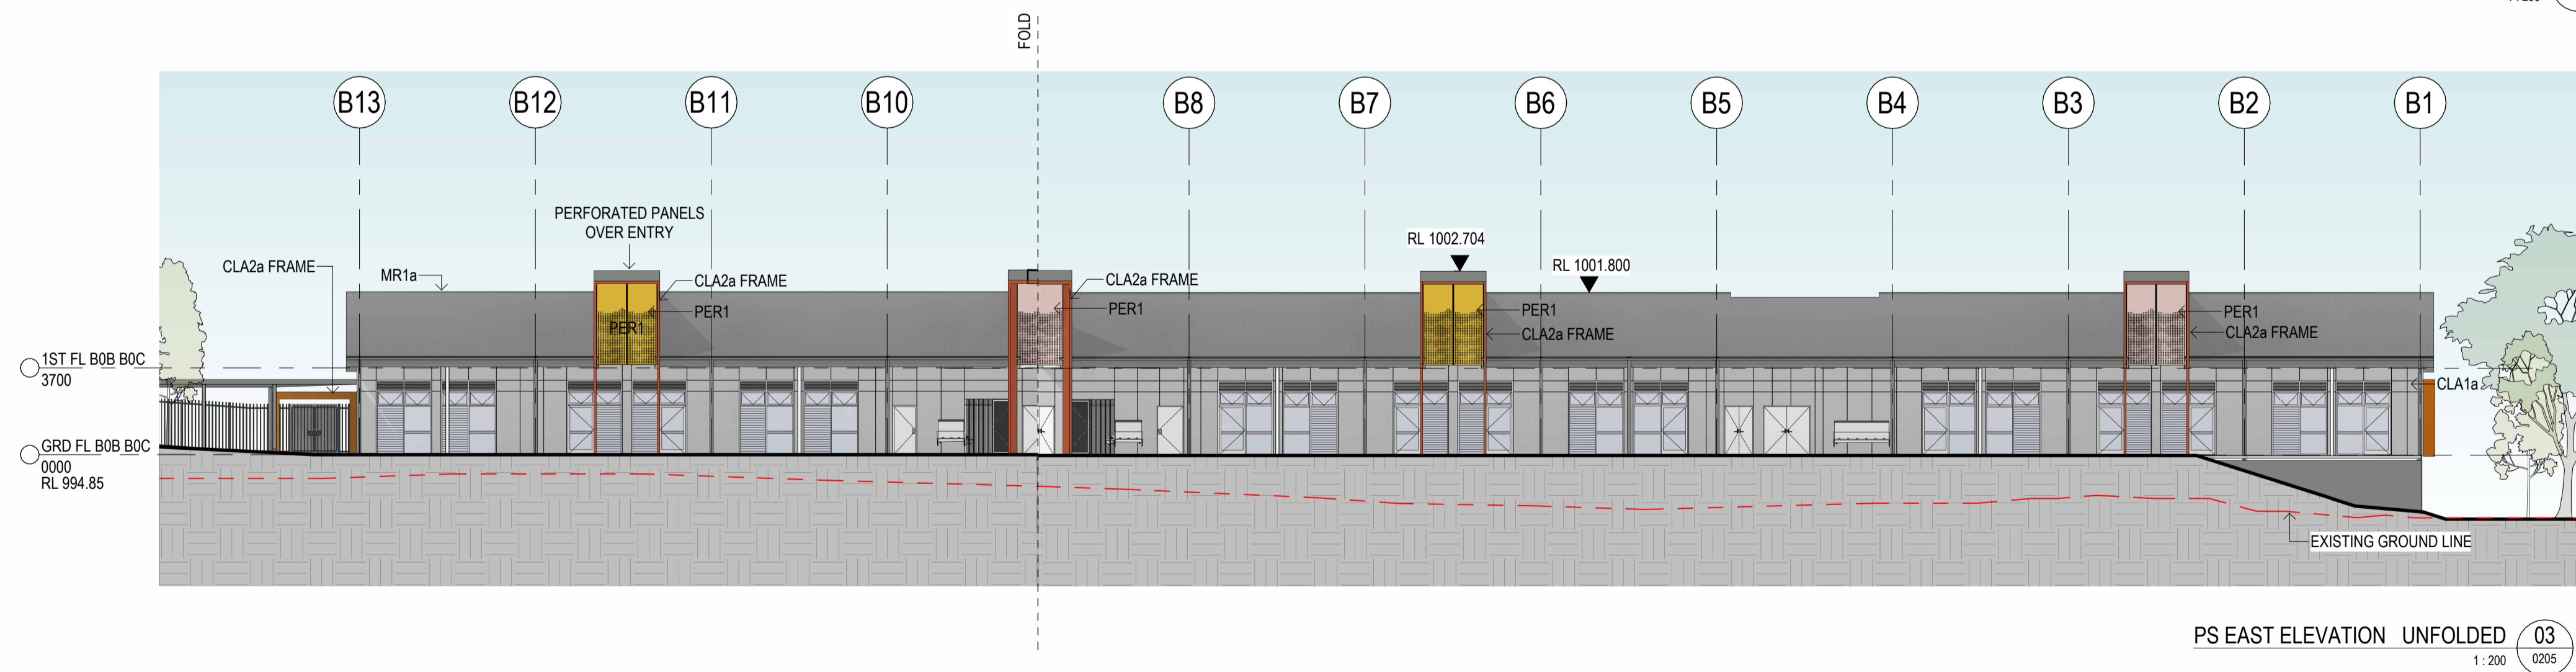 FOLD
B13
B12
B11
B10
B8
B7
B6
B5
B4
B3
B2
B1
PERFORATED PANELS
OVER ENTRY
RL 1002.704
RL 1001.800
CLA2a FRAME
MR1a
CLA2a FRAME
PER1
PER1
CLA2a FRAME
PER1
PER1
CLA2a FRAME
PER1
CLA2a FRAME
1ST FL B0B B0C
3700
CLA1a
GRD FL B0B B0C
0000
RL 994.85
EXISTING GROUND LINE
PS EAST ELEVATION UNFOLDED
03
1 : 200
0205